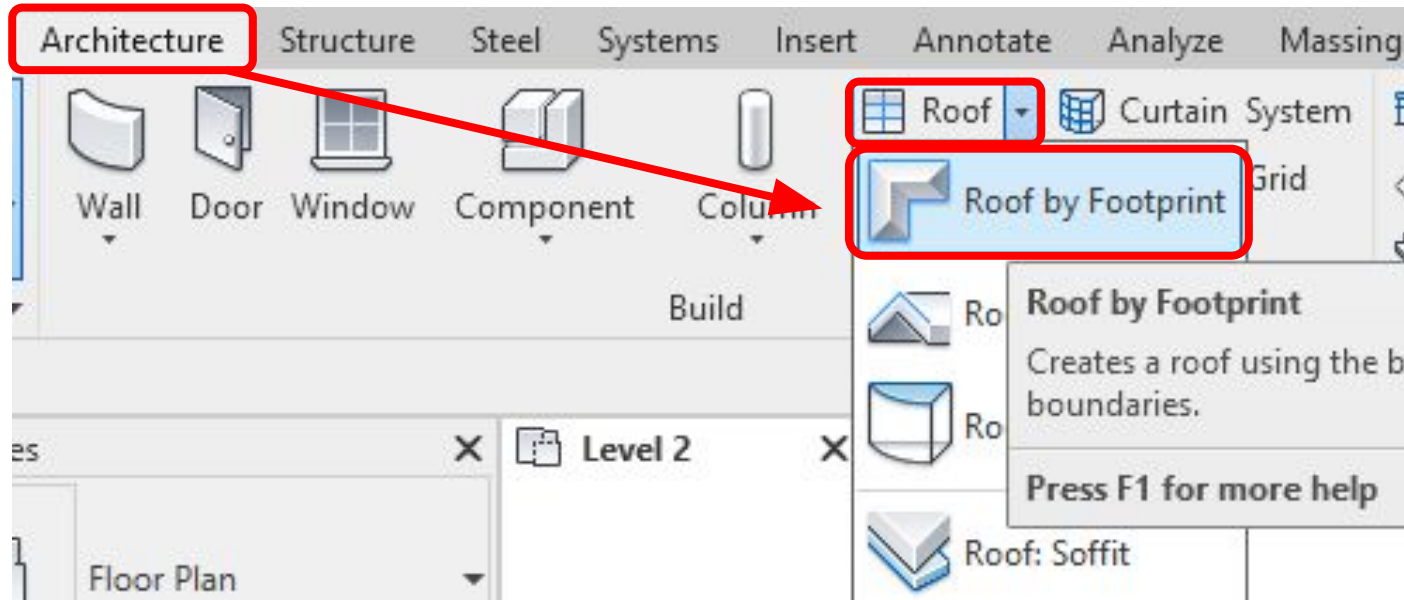 Architecture Structure Steel Systems Insert Annotate Analyze Massing
Roof Curtain System
Wall Door Window Component Column
Roof by Footprint Grid
Build
Ro
Roof by Footprint
Creates a roof using the b
boundaries.
Ro
es Level 2
Press F1 for more help
Floor Plan
Roof: Soffit